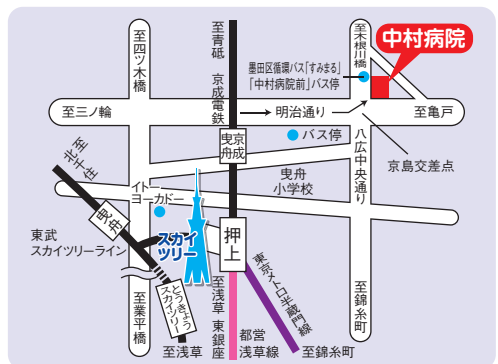 至四ツ木橋
至青砥
京成電鉄
至木根川橋
中村病院
墨田区循環バス「すみまる」
「中村病院前」バス停
至三ノ輪
明治通り
至亀戸
バス停
京島交差点
八広中央通り
京成
曳舟
曳舟
小学校
北至千住
イトー
ヨーカドー
曳舟
東武
スカイツリーライン
スカイ
ツリー
押上
東京メトロ半蔵門線
とうきょう
スカイツリー
至業平橋
至浅草
至浅草
東銀座
都営
浅草線
至錦糸町
至錦糸町